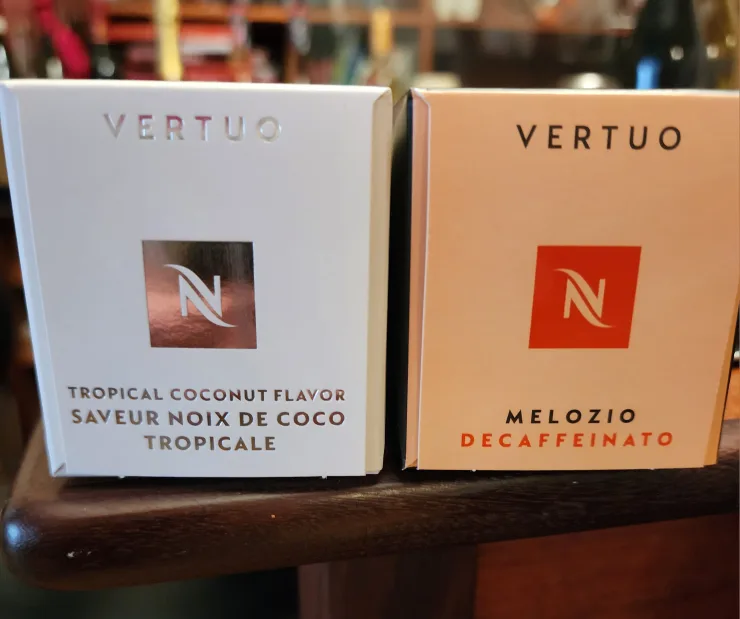 VERTUO
N
TROPICAL COCONUT FLAVOR
SAVEUR NOIX DE COCO
TROPICALE
VERTUO
N
MELOZIO
DECAFFEINATO